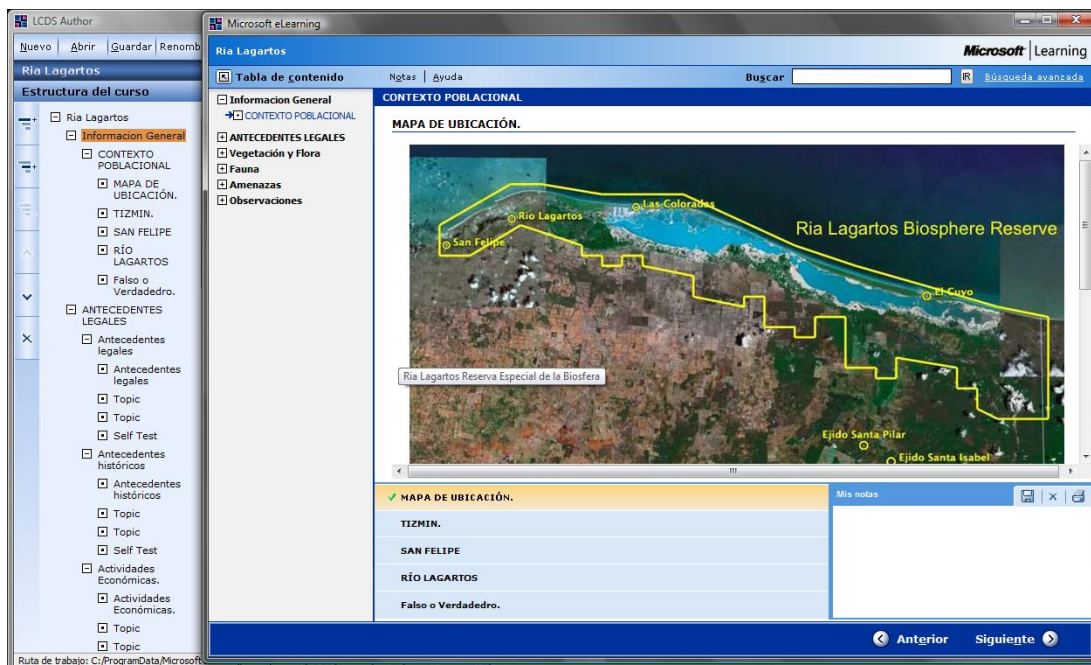 LCDS Author
Nuevo Abrir Guardar Renomb
Ria Lagartos
Estructura del curso
Ria Lagartos
Informacion General
CONTEXTO
POBLACIONAL
MAPA DE
UBICACIÓN.
TIZMIN.
SAN FELIPE
RÍO
LAGARTOS
Falso o
Verdadedro.
ANTECEDENTES
LEGALES
Antecedentes
legales
Antecedentes
legales
Topic
Topic
Self Test
Antecedentes
históricos
Antecedentes
históricos
Topic
Topic
Self Test
Actividades
Económicas.
Actividades
Económicas.
Topic
Topic
Ruta de trabajo: C:/ProgramData/Microsoft
Microsoft eLearning
Ria Lagartos
Microsoft Learning
Tabla de contenido Notas Ayuda Buscar IR Búsqueda avanzada
Informacion General
CONTEXTO POBLACIONAL
ANTECEDENTES LEGALES
Vegetación y Flora
Fauna
Amenazas
Observaciones
CONTEXTO POBLACIONAL
MAPA DE UBICACIÓN.
Las Coloradas
Rio Lagartos
Ria Lagartos Biosphere Reserve
San Felipe
El Cuyo
Ria Lagartos Reserva Especial de la Biosfera
Ejido Santa Pilar
Ejido Santa Isabel
MAPA DE UBICACIÓN.
TIZMIN.
SAN FELIPE
RÍO LAGARTOS
Falso o Verdadedro.
Mis notas
Anterior Siguiente